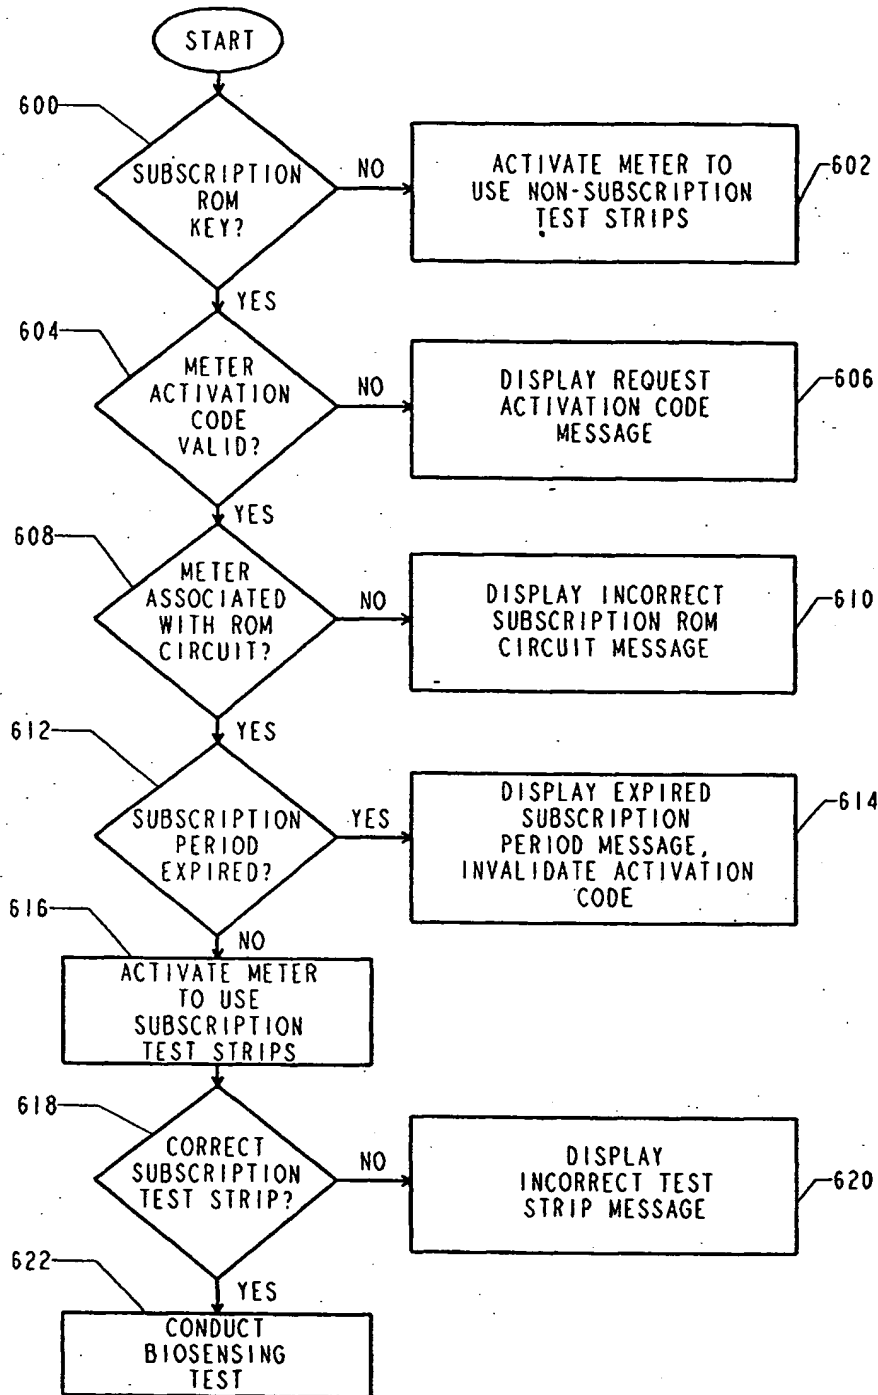 START
600
SUBSCRIPTION
ROM
KEY?
NO
ACTIVATE METER TO
USE NON-SUBSCRIPTION
TEST STRIPS
602
YES
604
METER
ACTIVATION
CODE
VALID?
NO
DISPLAY REQUEST
ACTIVATION CODE
MESSAGE
606
YES
608
METER
ASSOCIATED
WITH ROM
CIRCUIT?
NO
DISPLAY INCORRECT
SUBSCRIPTION ROM
CIRCUIT MESSAGE
610
YES
612
SUBSCRIPTION
PERIOD
EXPIRED?
YES
DISPLAY EXPIRED
SUBSCRIPTION
PERIOD MESSAGE,
INVALIDATE ACTIVATION
CODE
614
NO
616
ACTIVATE METER
TO USE
SUBSCRIPTION
TEST STRIPS
618
CORRECT
SUBSCRIPTION
TEST STRIP?
NO
DISPLAY
INCORRECT TEST
STRIP MESSAGE
620
YES
622
CONDUCT
BIOSENSING
TEST